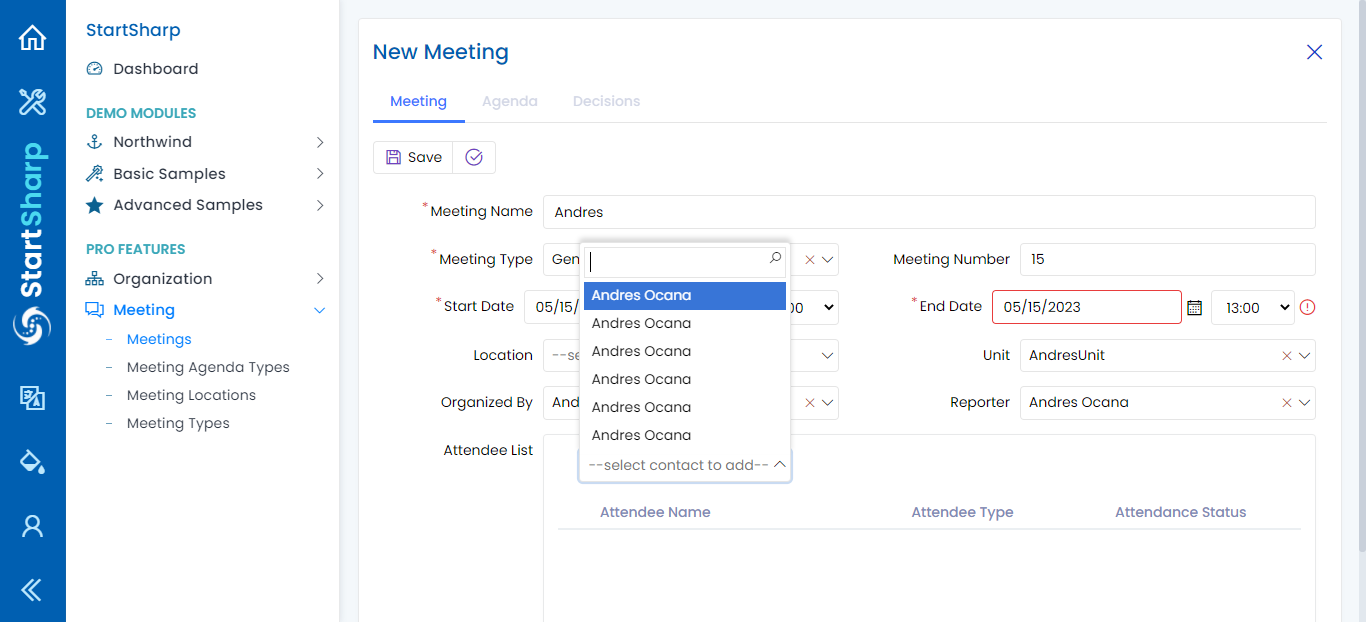 StartSharp
StartSharp
Dashboard
DEMO MODULES
Northwind
Basic Samples
Advanced Samples
PRO FEATURES
Organization
Meeting
Meetings
Meeting Agenda Types
Meeting Locations
Meeting Types
New Meeting
Meeting Agenda Decisions
Save
*Meeting Name Andres
*Meeting Type Gen Meeting Number 15
*Start Date 05/15/ 00 *End Date 05/15/2023 13:00
Location --se Unit AndresUnit
Organized By And Reporter Andres Ocana
Attendee List
Andres Ocana
Andres Ocana
Andres Ocana
Andres Ocana
Andres Ocana
Andres Ocana
--select contact to add--
Attendee Name Attendee Type Attendance Status